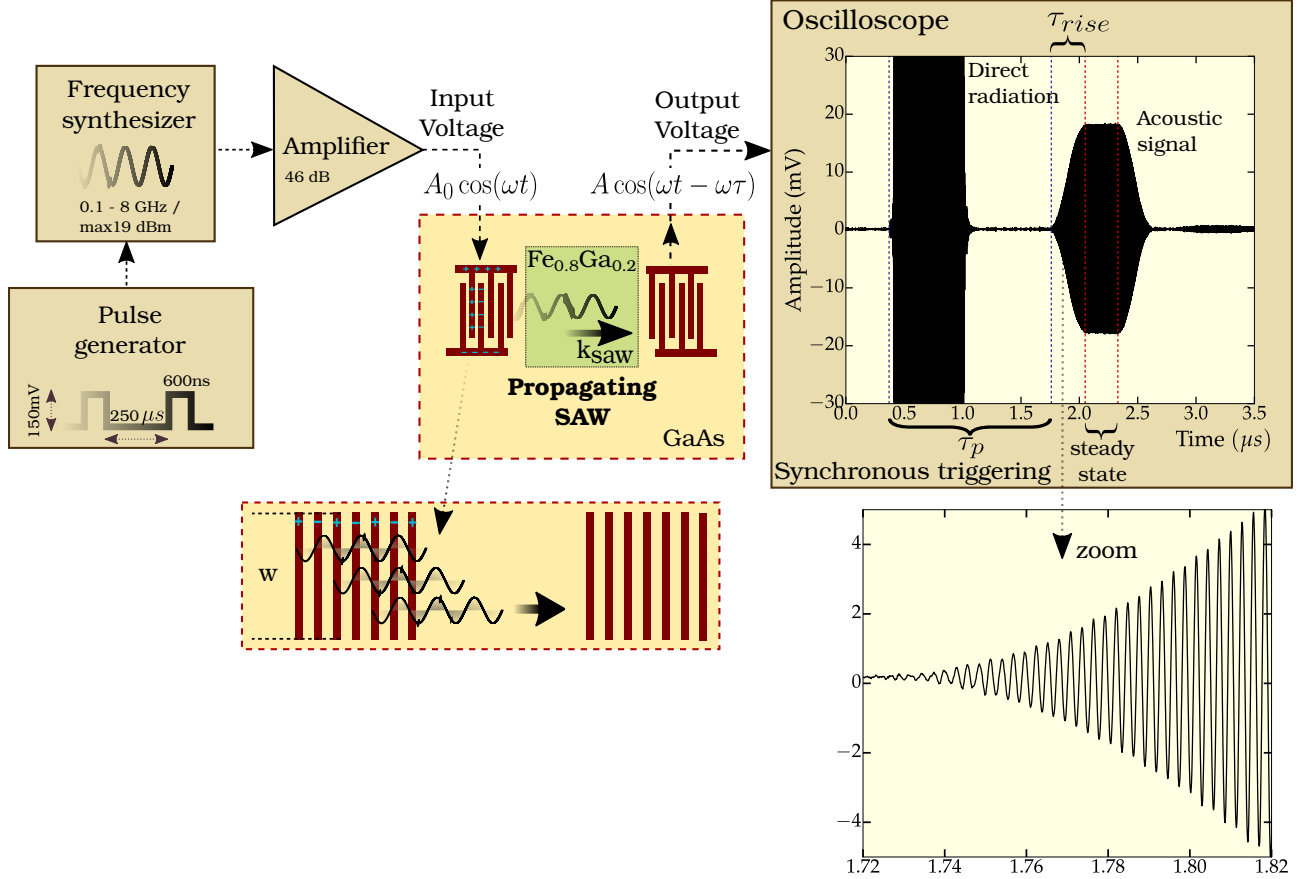 Frequency
synthesizer
0.1 - 8 GHz /
max19 dBm
Pulse
generator
150mV
250 μs
600ns
Amplifier
46 dB
Input
Voltage
A₀ cos(ωt)
Output
Voltage
A cos(ωt − ωτ)
+ + + +
+ −
+ −
+ −
+ −
− − − −
Fe₀.₈Ga₀.₂
kSAW
Propagating
SAW
GaAs
w
+ − + − + − +
Oscilloscope
τrise
Direct
radiation
Acoustic
signal
Amplitude (mV)
30
20
10
0
−10
−20
−30
0.0 0.5 1.0 1.5 2.0 2.5 3.0 3.5
τp
Time (μs)
steady
state
Synchronous triggering
zoom
4
2
0
−2
−4
1.72 1.74 1.76 1.78 1.80 1.82